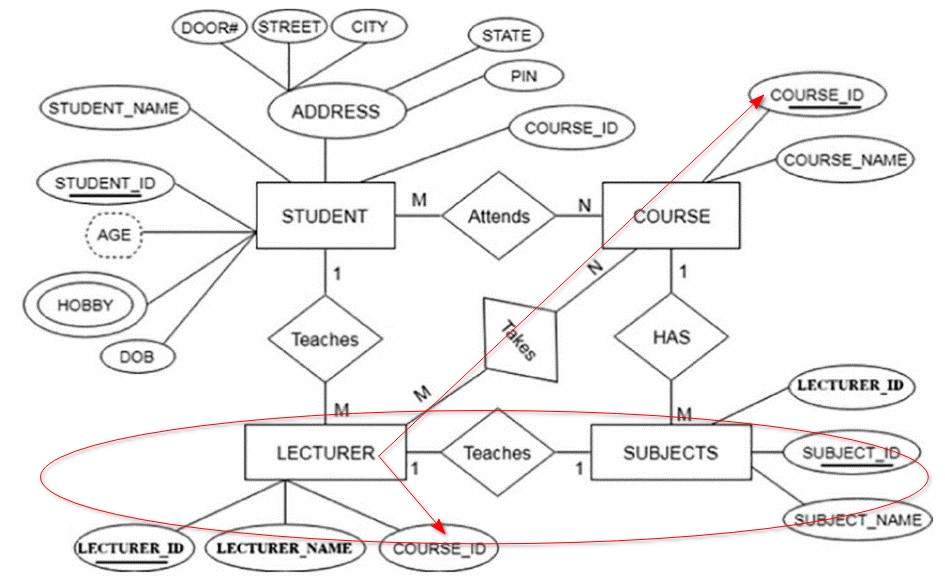 DOOR#
STREET
CITY
STATE
PIN
ADDRESS
STUDENT_NAME
COURSE_ID
COURSE_ID
COURSE_NAME
STUDENT_ID
AGE
HOBBY
DOB
STUDENT
M
Attends
N
COURSE
1
Teaches
M
N
Takes
M
1
HAS
M
LECTURER_ID
LECTURER
1
Teaches
1
SUBJECTS
SUBJECT_ID
SUBJECT_NAME
LECTURER_ID
LECTURER_NAME
COURSE_ID